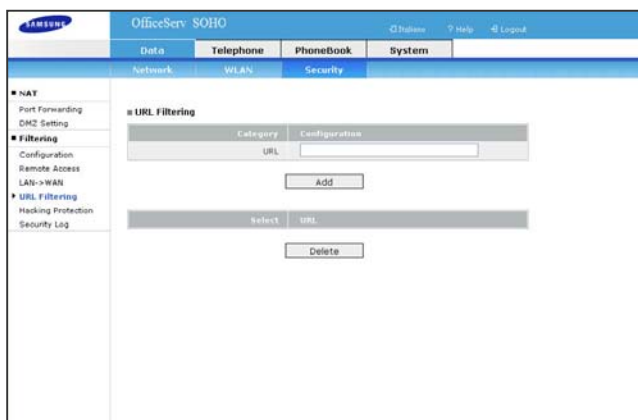 SAMSUNG
OfficeServ SOHO
Italiano
? Help
Logout
Data
Telephone
PhoneBook
System
Network
WLAN
Security
NAT
Port Forwarding
DMZ Setting
Filtering
Configuration
Remote Access
LAN->WAN
URL Filtering
Hacking Protection
Security Log
URL Filtering
Category
Configuration
URL
Add
Select
URL
Delete